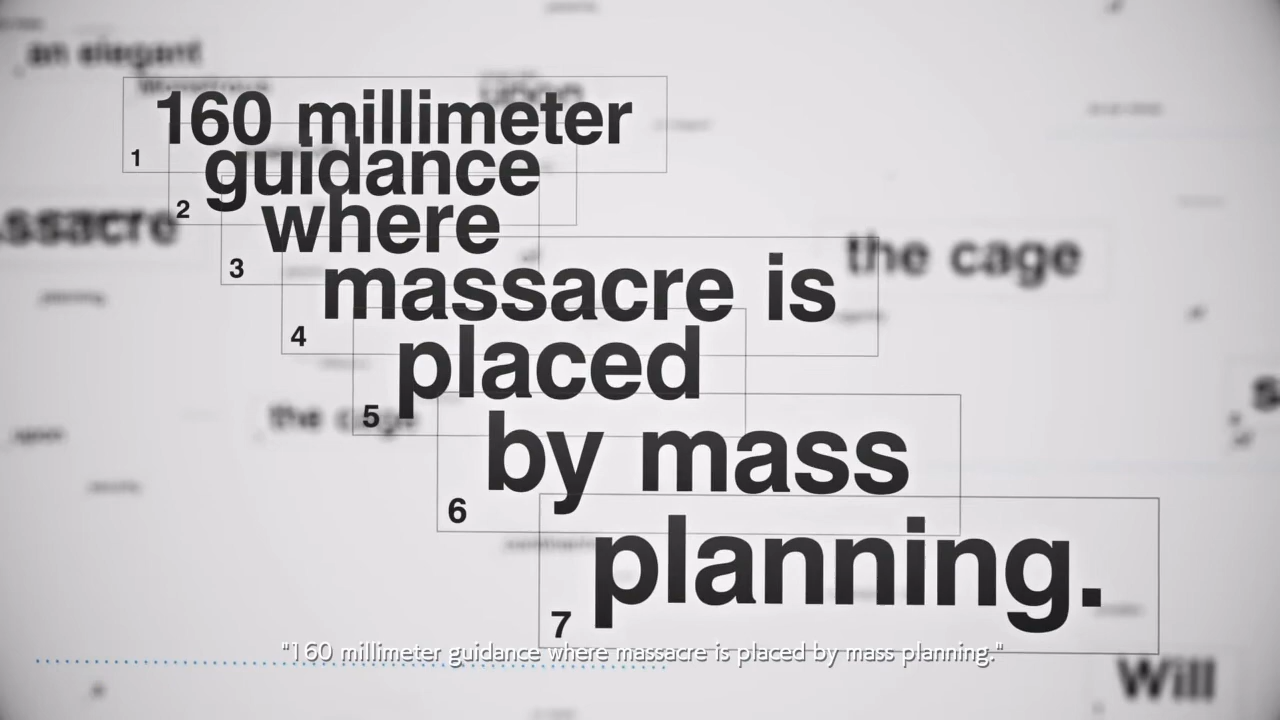 an elegant
160 millimeter
1
guidance
2
where
ssacre
3
massacre is
the cage
4
placed
5
the cage
by mass
6
planning.
7
"160 millimeter guidance where massacre is placed by mass planning."
Will